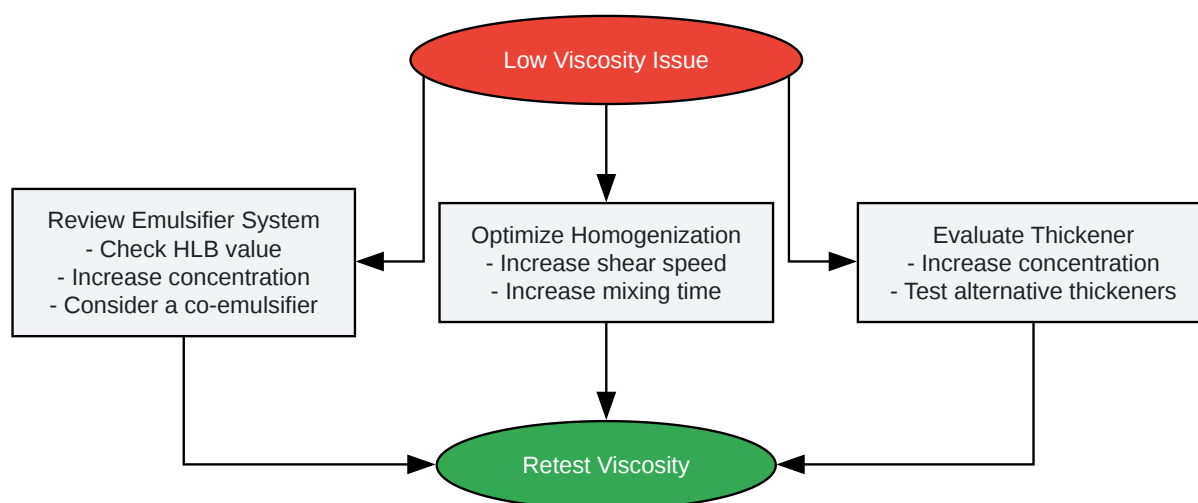 Low Viscosity Issue
Review Emulsifier System
- Check HLB value
- Increase concentration
- Consider a co-emulsifier
Optimize Homogenization
- Increase shear speed
- Increase mixing time
Evaluate Thickener
- Increase concentration
- Test alternative thickeners
Retest Viscosity